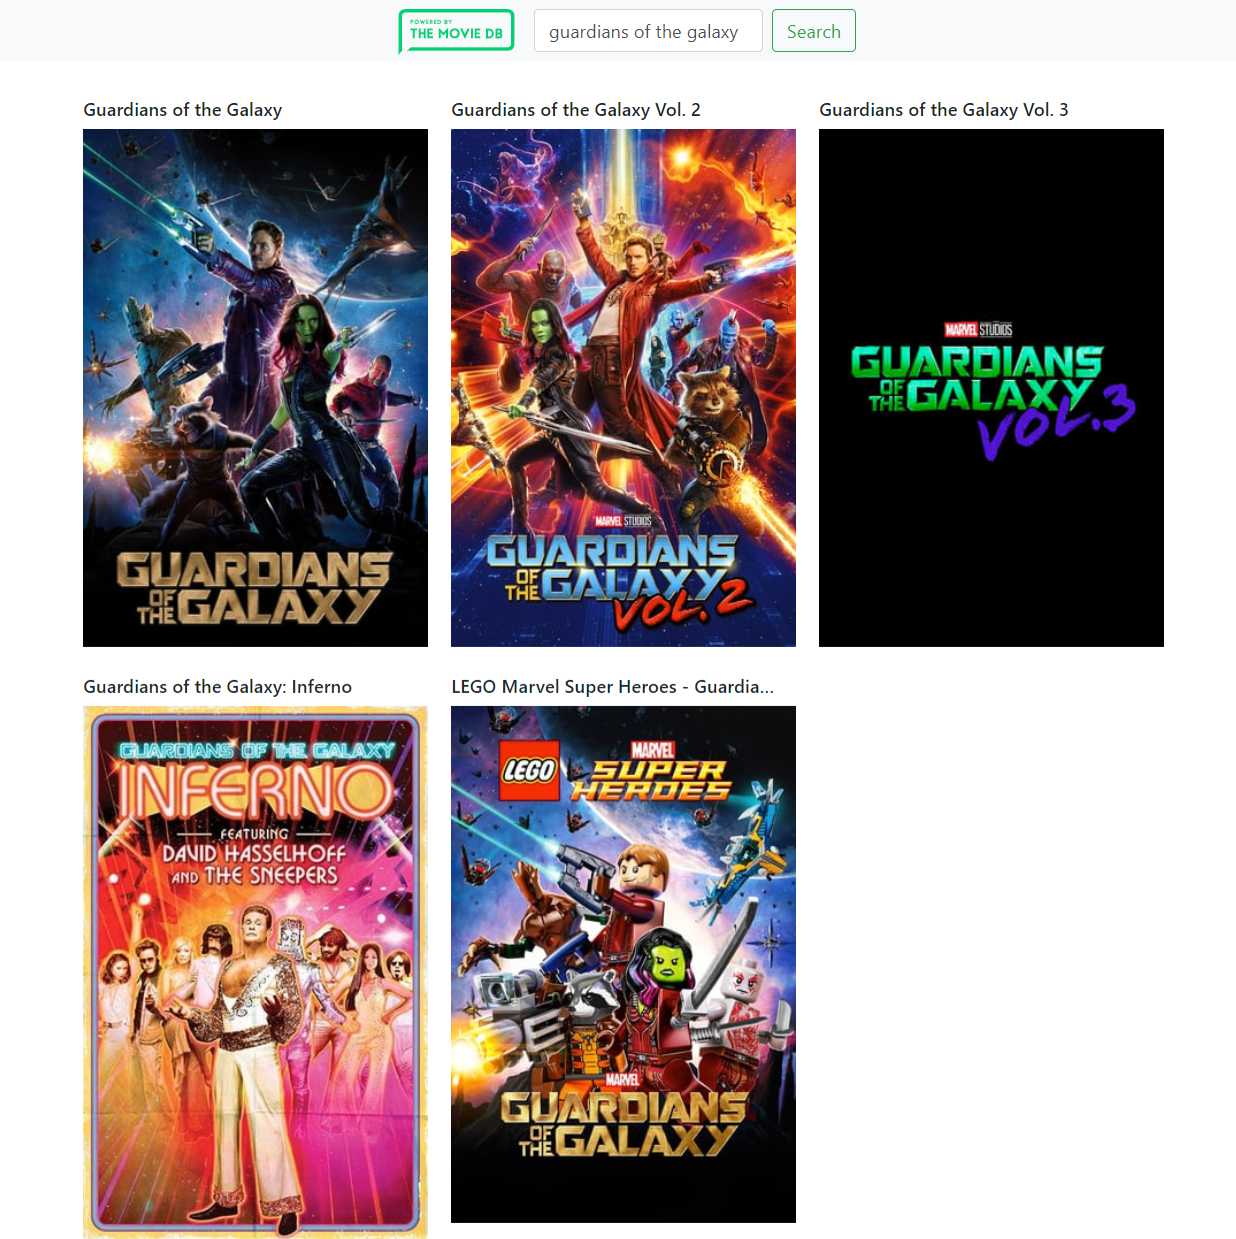 POWERED BY
THE MOVIE DB
guardians of the galaxy
Search
Guardians of the Galaxy
Guardians of the Galaxy Vol. 2
Guardians of the Galaxy Vol. 3
GUARDIANS
OF THE GALAXY
MARVEL STUDIOS
GUARDIANS
OF THE GALAXY
VOL. 2
MARVEL STUDIOS
GUARDIANS
OF THE GALAXY
VOL.3
Guardians of the Galaxy: Inferno
LEGO Marvel Super Heroes - Guardia...
GUARDIANS OF THE GALAXY
INFERNO
FEATURING
DAVID HASSELHOFF
AND THE SNEEPERS
LEGO
MARVEL
SUPER
HEROES
MARVEL
GUARDIANS
OF THE GALAXY